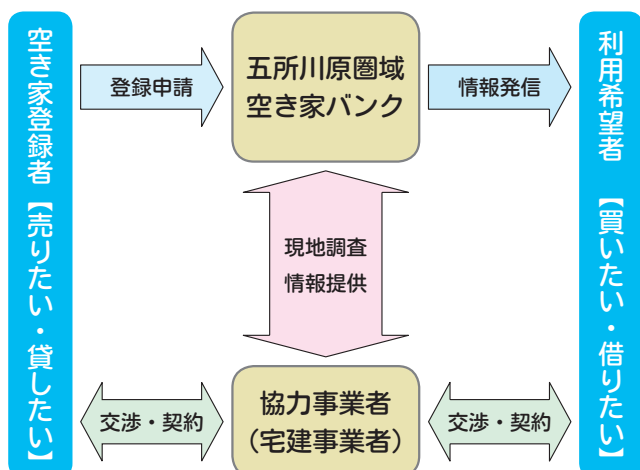 空き家登録者【売りたい・貸したい】
登録申請
五所川原圏域
空き家バンク
情報発信
利用希望者 【買いたい・借りたい】
現地調査
情報提供
交渉・契約
協力事業者
（宅建事業者）
交渉・契約